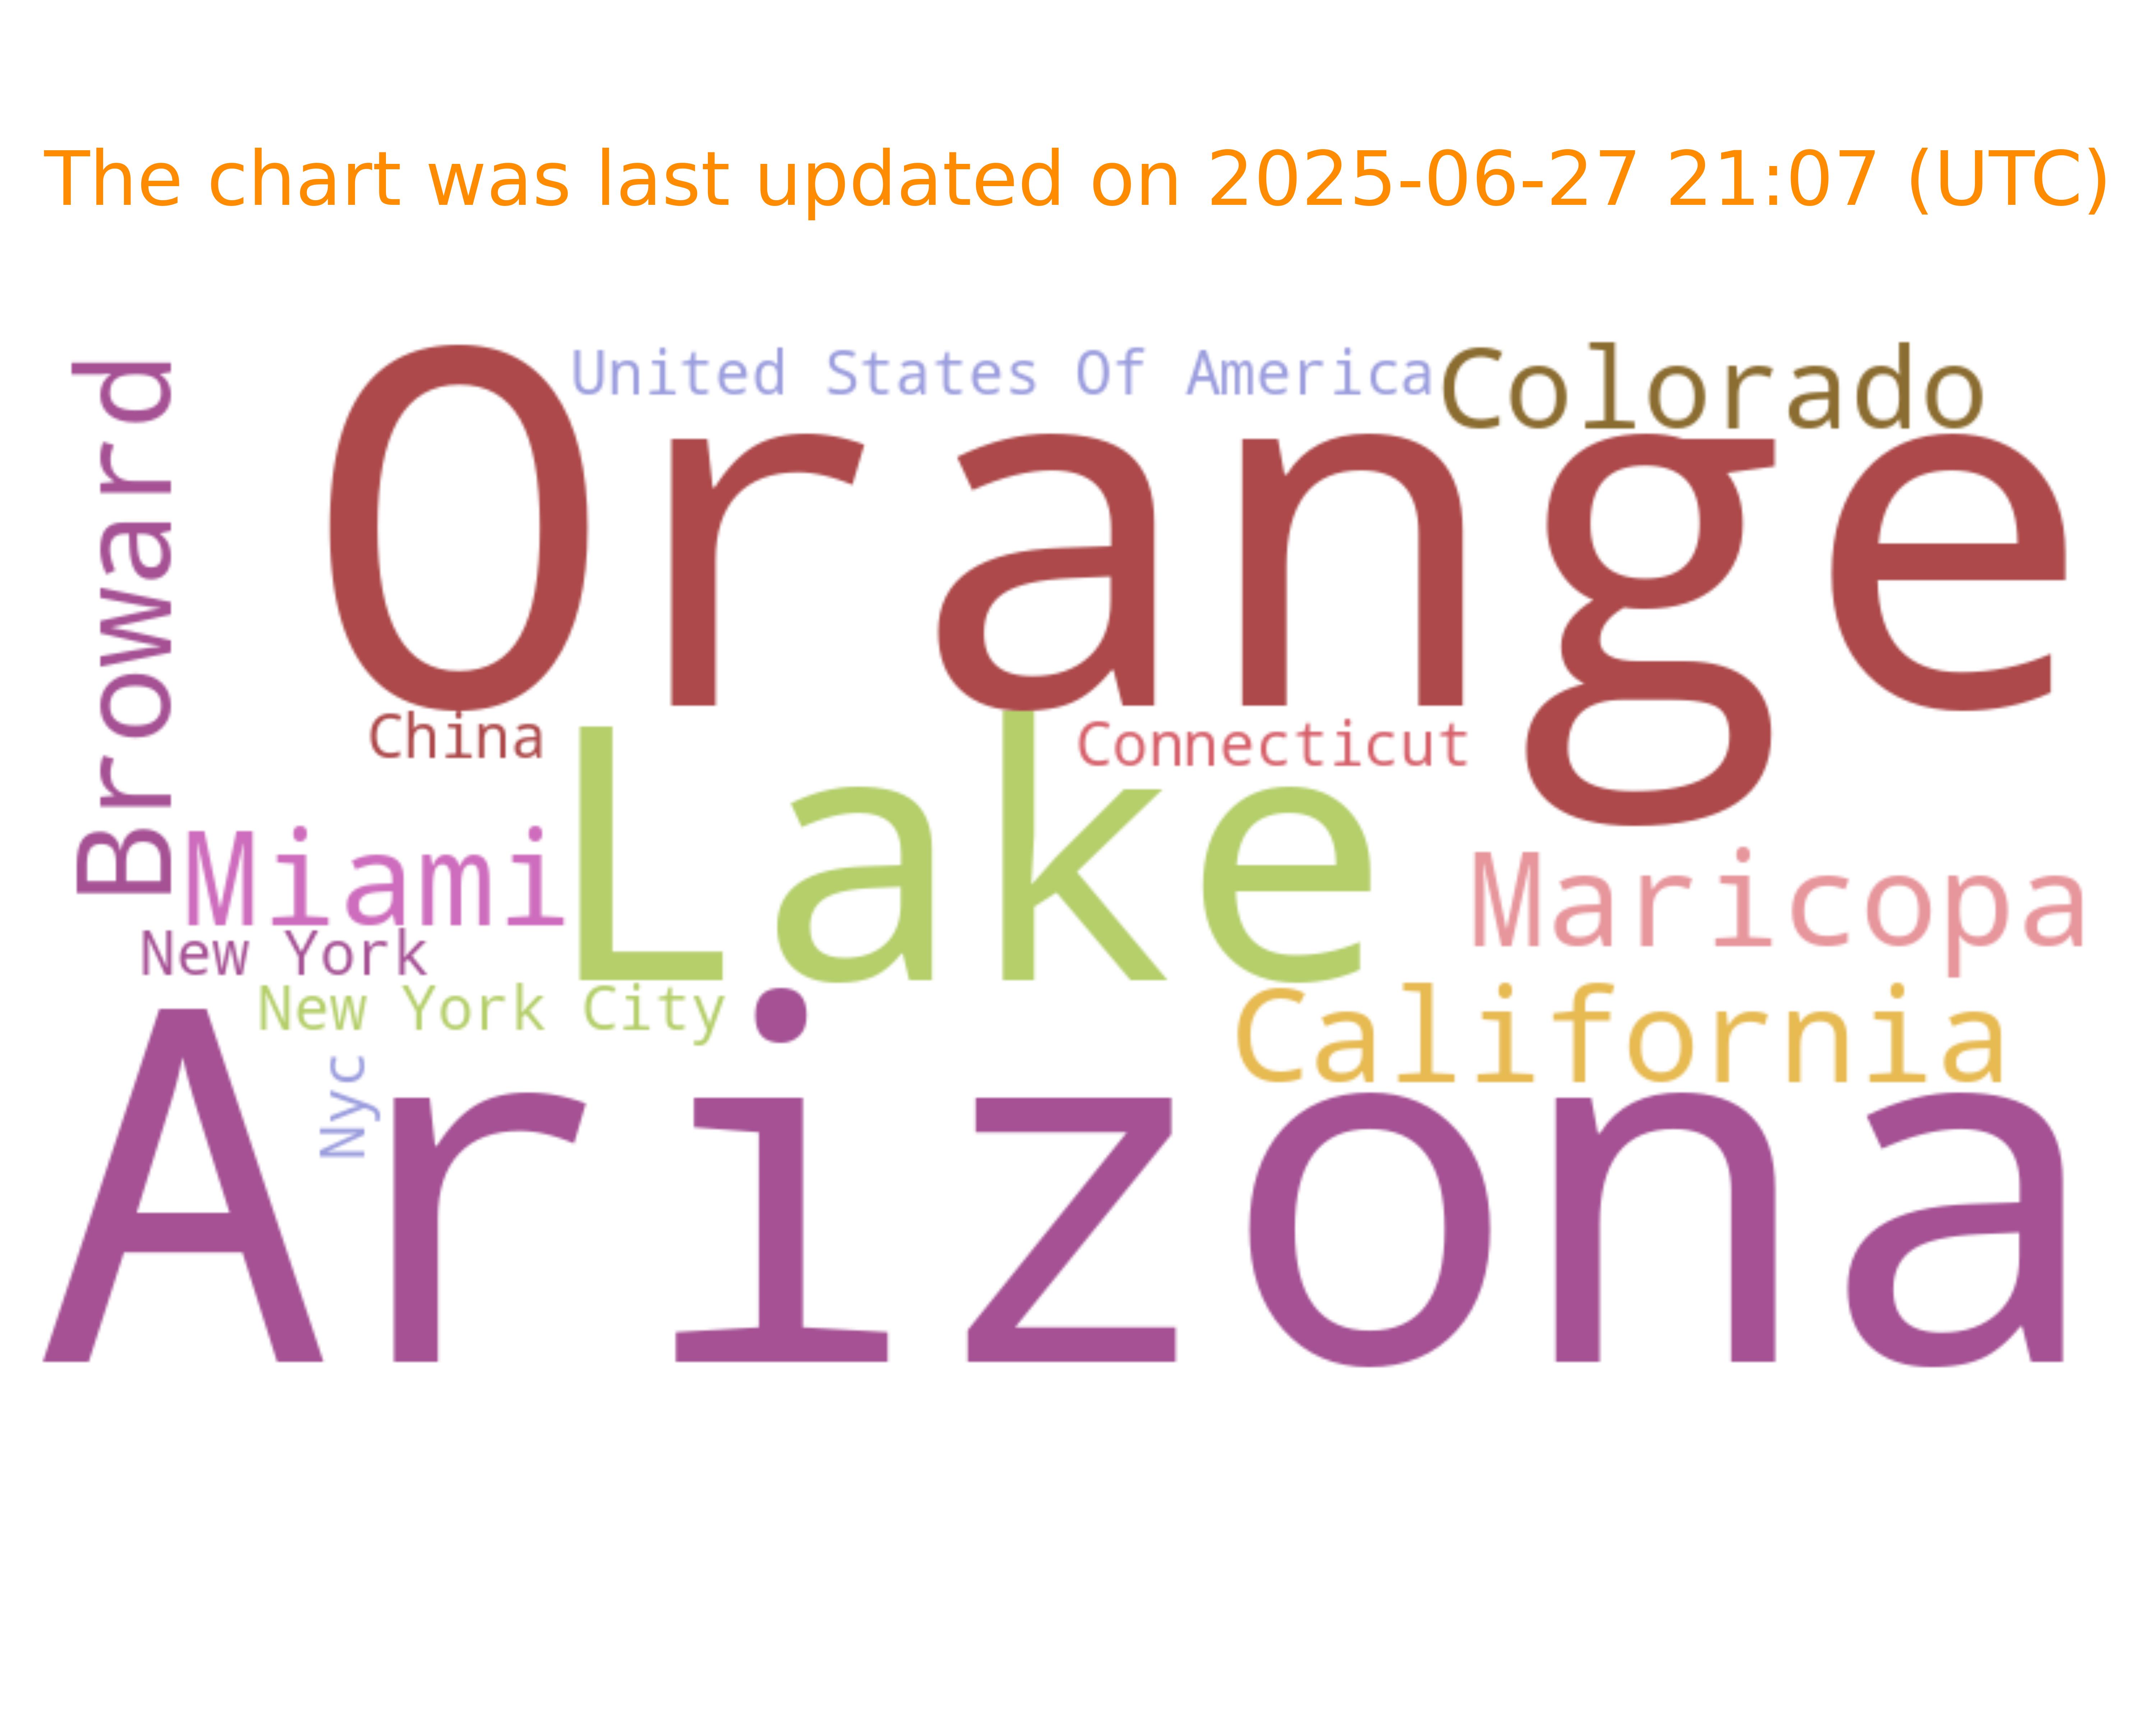 The chart was last updated on 2025-06-27 21:07 (UTC)
United States Of America
Colorado
Orange
Broward
China
Connecticut
Lake
Miami
Maricopa
New York
New York City
California
Nyc
Arizona